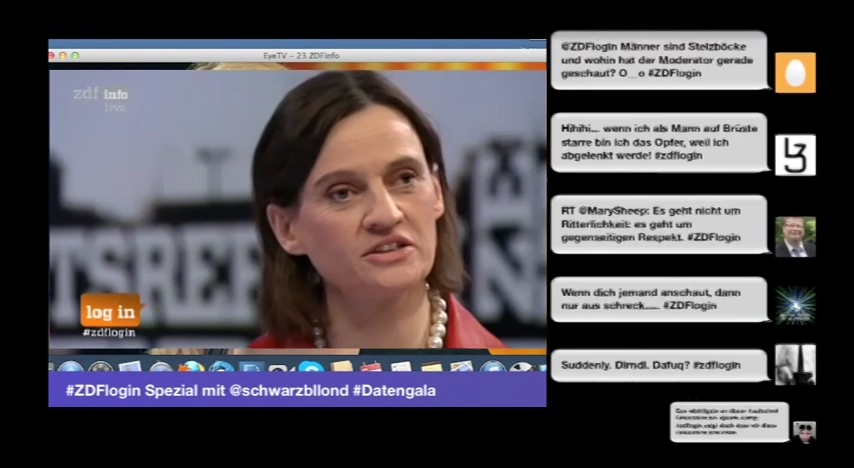 EyeTV – 23 ZDFinfo
zdf info
live
TSREE
log in
#zdflogin
#ZDFlogin Spezial mit @schwarzbllond #Datengala
@ZDFlogin Männer sind Stelzböcke
und wohin hat der Moderator gerade
geschaut? O_o #ZDFlogin
Hihihi... wenn ich als Mann auf Brüste
starre bin ich das Opfer, weil ich
abgelenkt werde! #zdflogin
RT @MarySheep: Es geht nicht um
Ritterlichkeit: es geht um
gegenseitigen Respekt. #ZDFlogin
Wenn dich jemand anschaut, dann
nur aus schreck..... #ZDFlogin
Suddenly. Dirndl. Dafuq? #zdflogin